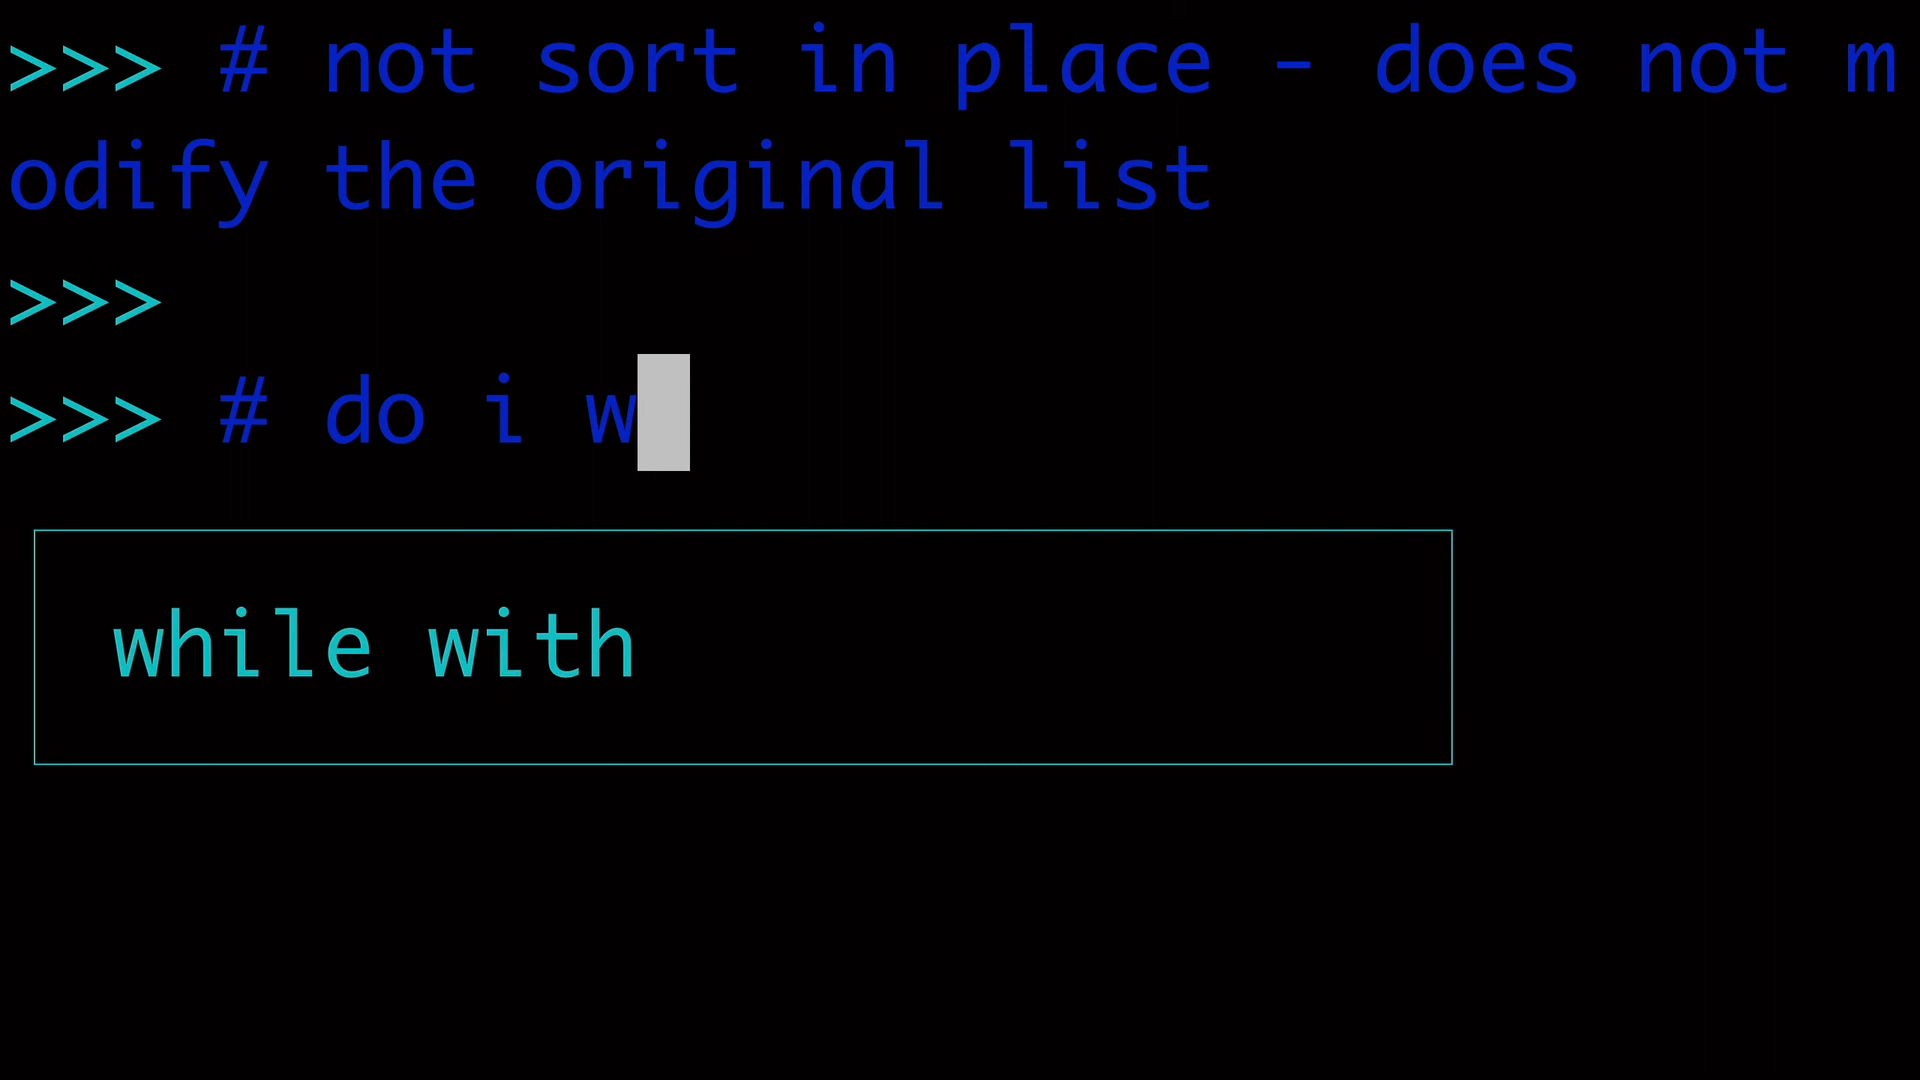 >>> # not sort in place - does not m
odify the original list
>>>
>>> # do i w
while with